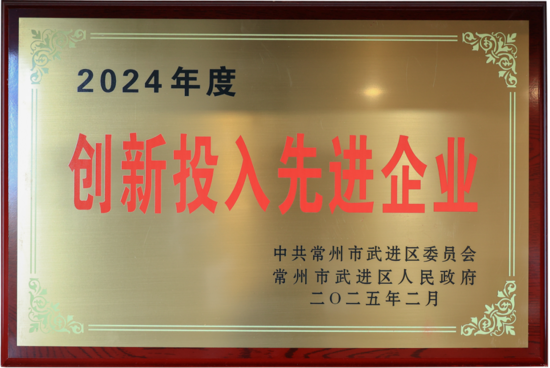 2024年度
创新投入先进企业
中共常州市武进区委员会
常州市武进区人民政府
二〇二五年二月